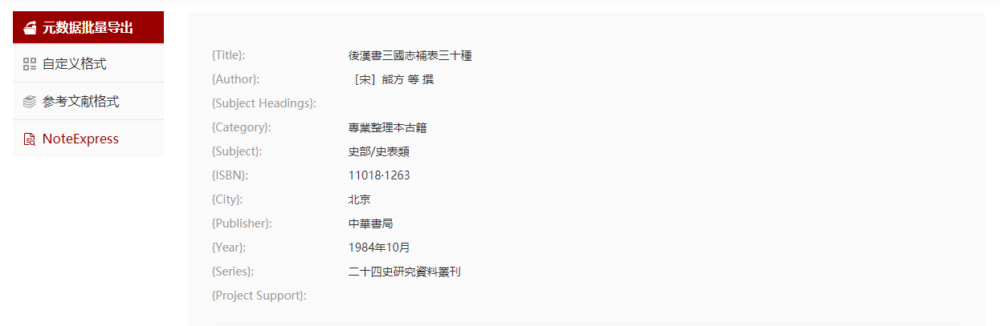 元数据批量导出
自定义格式
参考文献格式
NoteExpress
{Title}: 後漢書三國志補表三十種
{Author}: ［宋］熊方 等 撰
{Subject Headings}:
{Category}: 專業整理本古籍
{Subject}: 史部/史表類
{ISBN}: 11018·1263
{City}: 北京
{Publisher}: 中華書局
{Year}: 1984年10月
{Series}: 二十四史研究資料叢刊
{Project Support}: